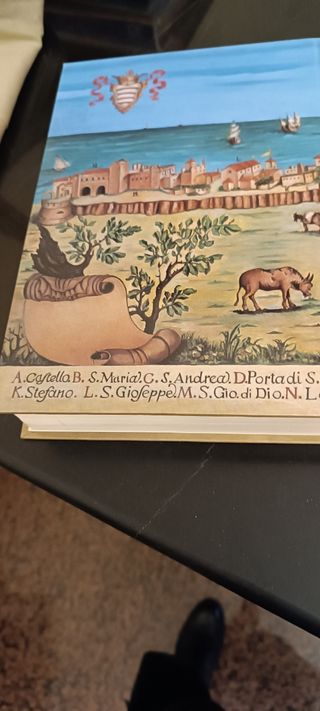 A. Castello B. S. Maria). C. S, Andrea). D. Porta di S.
K. Stefano. L. S. Gioseppe). M. S. Gio. di Dio. N. L